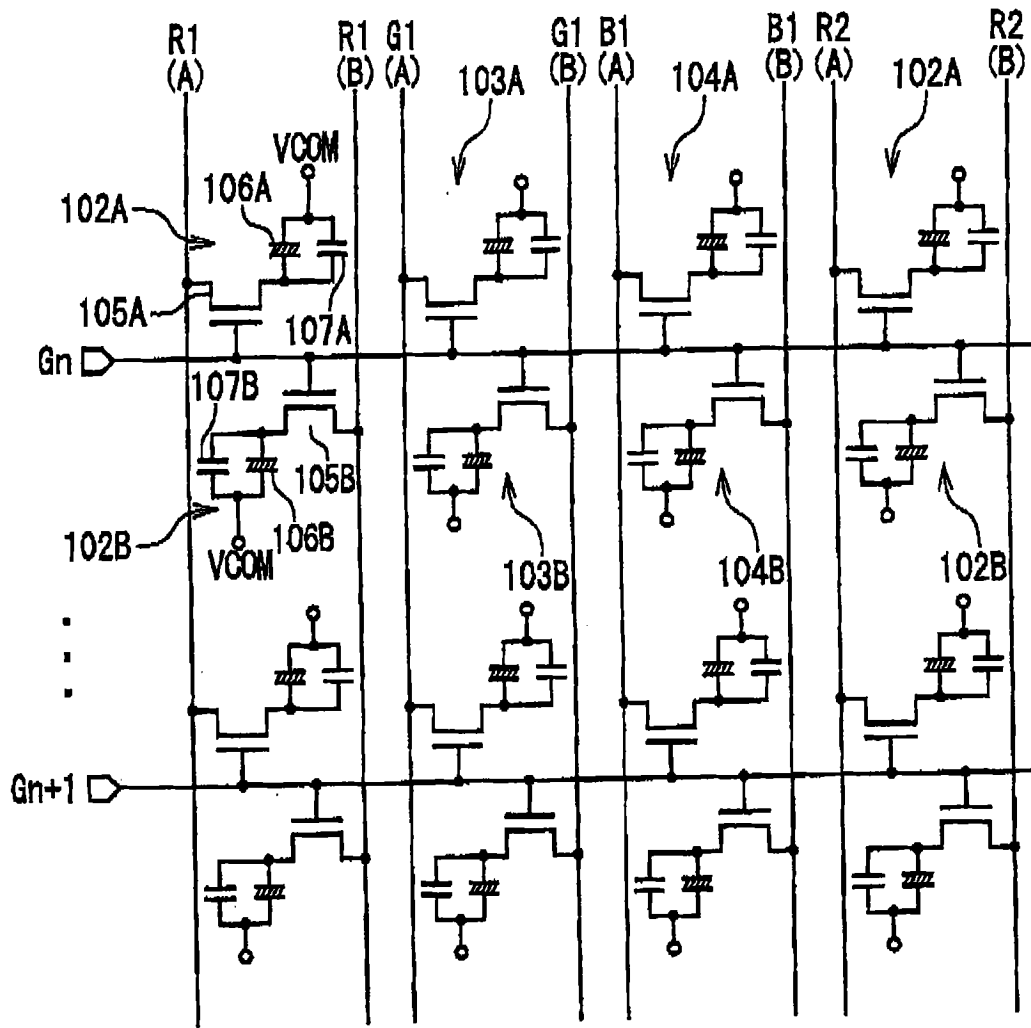 R1 (A)
R1 (B)
G1 (A)
G1 (B)
B1 (A)
B1 (B)
R2 (A)
R2 (B)
103A
104A
102A
VCOM
106A
102A
105A
107A
Gn
107B
105B
102B
106B
VCOM
103B
104B
102B
Gn+1